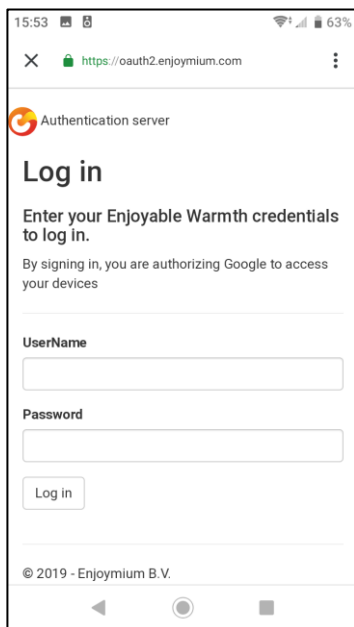 15:53 63%
https://oauth2.enjoymium.com
Authentication server
Log in
Enter your Enjoyable Warmth credentials
to log in.
By signing in, you are authorizing Google to access
your devices
UserName
Password
Log in
© 2019 - Enjoymium B.V.